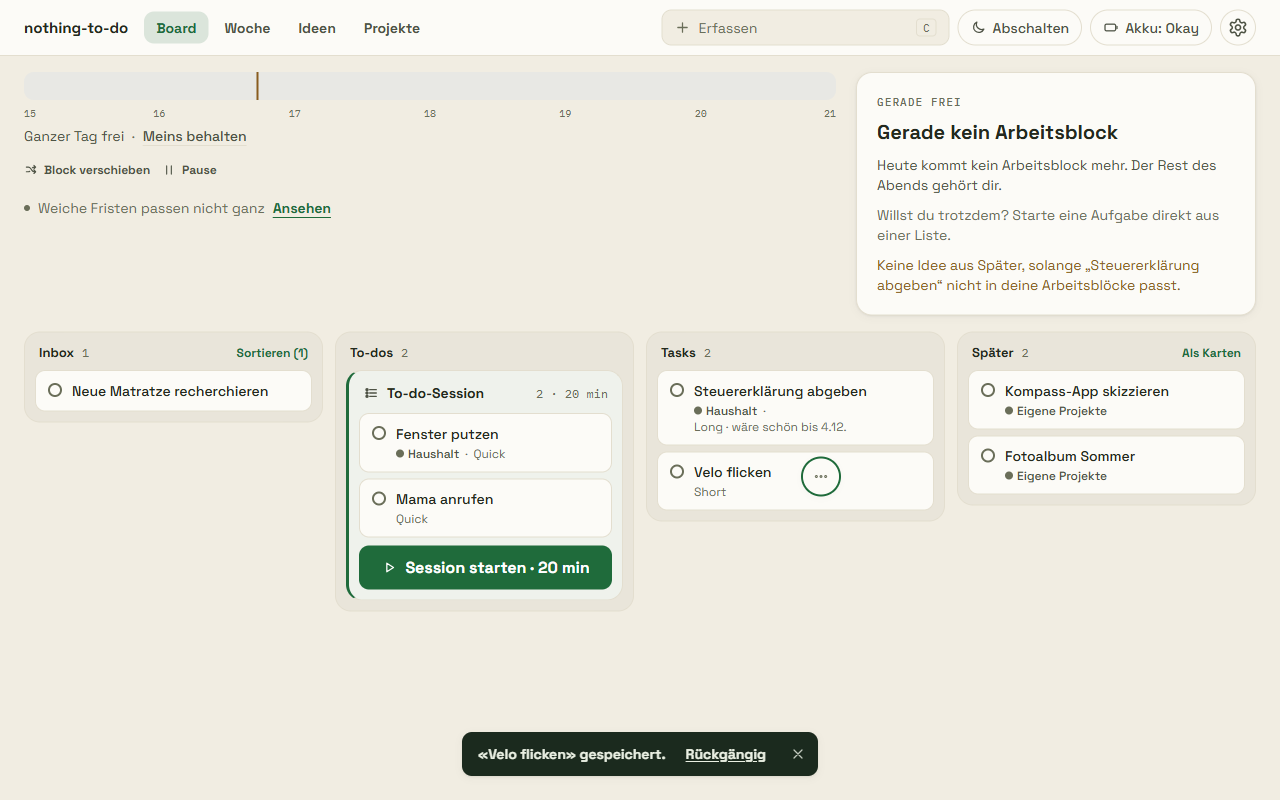 nothing-to-do
Board
Woche
Ideen
Projekte
Erfassen
C
Abschalten
Akku: Okay
15 16 17 18 19 20 21
Ganzer Tag frei · Meins behalten
Block verschieben
Pause
Weiche Fristen passen nicht ganz Ansehen
GERADE FREI
Gerade kein Arbeitsblock
Heute kommt kein Arbeitsblock mehr. Der Rest des
Abends gehört dir.
Willst du trotzdem? Starte eine Aufgabe direkt aus
einer Liste.
Keine Idee aus Später, solange „Steuererklärung
abgeben“ nicht in deine Arbeitsblöcke passt.
Inbox 1
Sortieren (1)
Neue Matratze recherchieren
To-dos 2
To-do-Session
2 · 20 min
Fenster putzen
Haushalt · Quick
Mama anrufen
Quick
Session starten · 20 min
Tasks 2
Steuererklärung abgeben
Haushalt ·
Long · wäre schön bis 4.12.
Velo flicken
Short
Später 2
Als Karten
Kompass-App skizzieren
Eigene Projekte
Fotoalbum Sommer
Eigene Projekte
«Velo flicken» gespeichert.
Rückgängig